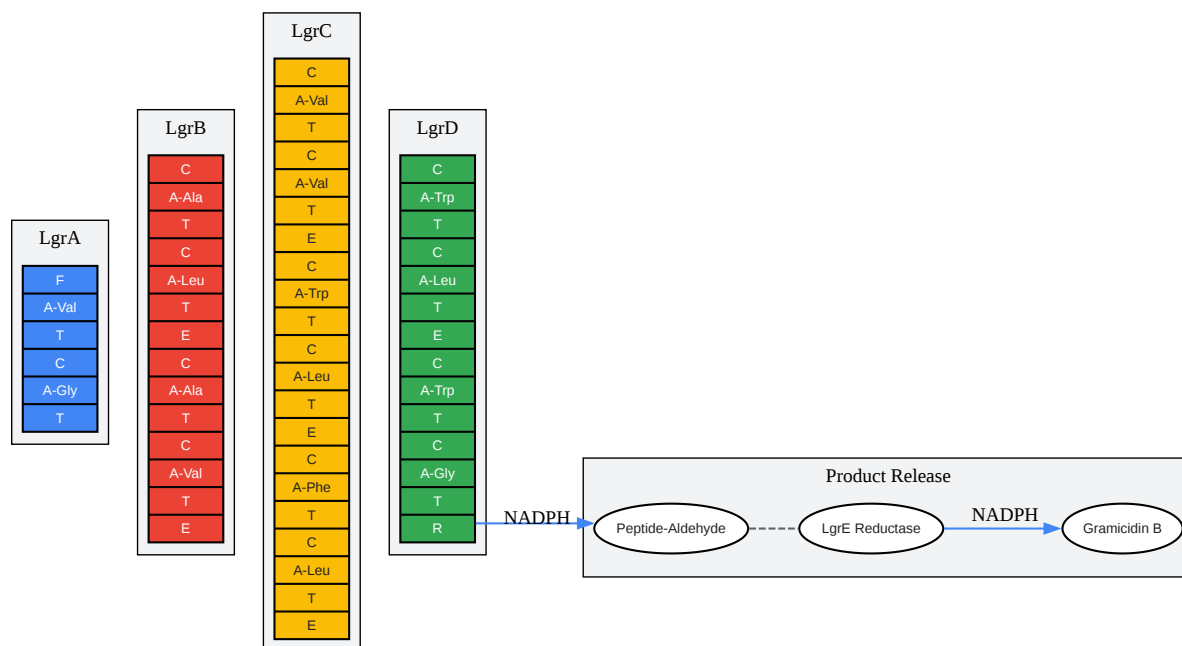 LgrA
F
A-Val
T
C
A-Gly
T
LgrB
C
A-Ala
T
C
A-Leu
T
E
C
A-Ala
T
C
A-Val
T
E
LgrC
C
A-Val
T
C
A-Val
T
E
C
A-Trp
T
C
A-Leu
T
E
C
A-Phe
T
C
A-Leu
T
E
LgrD
C
A-Trp
T
C
A-Leu
T
E
C
A-Trp
T
C
A-Gly
T
R
NADPH
Product Release
Peptide-Aldehyde
LgrE Reductase
NADPH
Gramicidin B